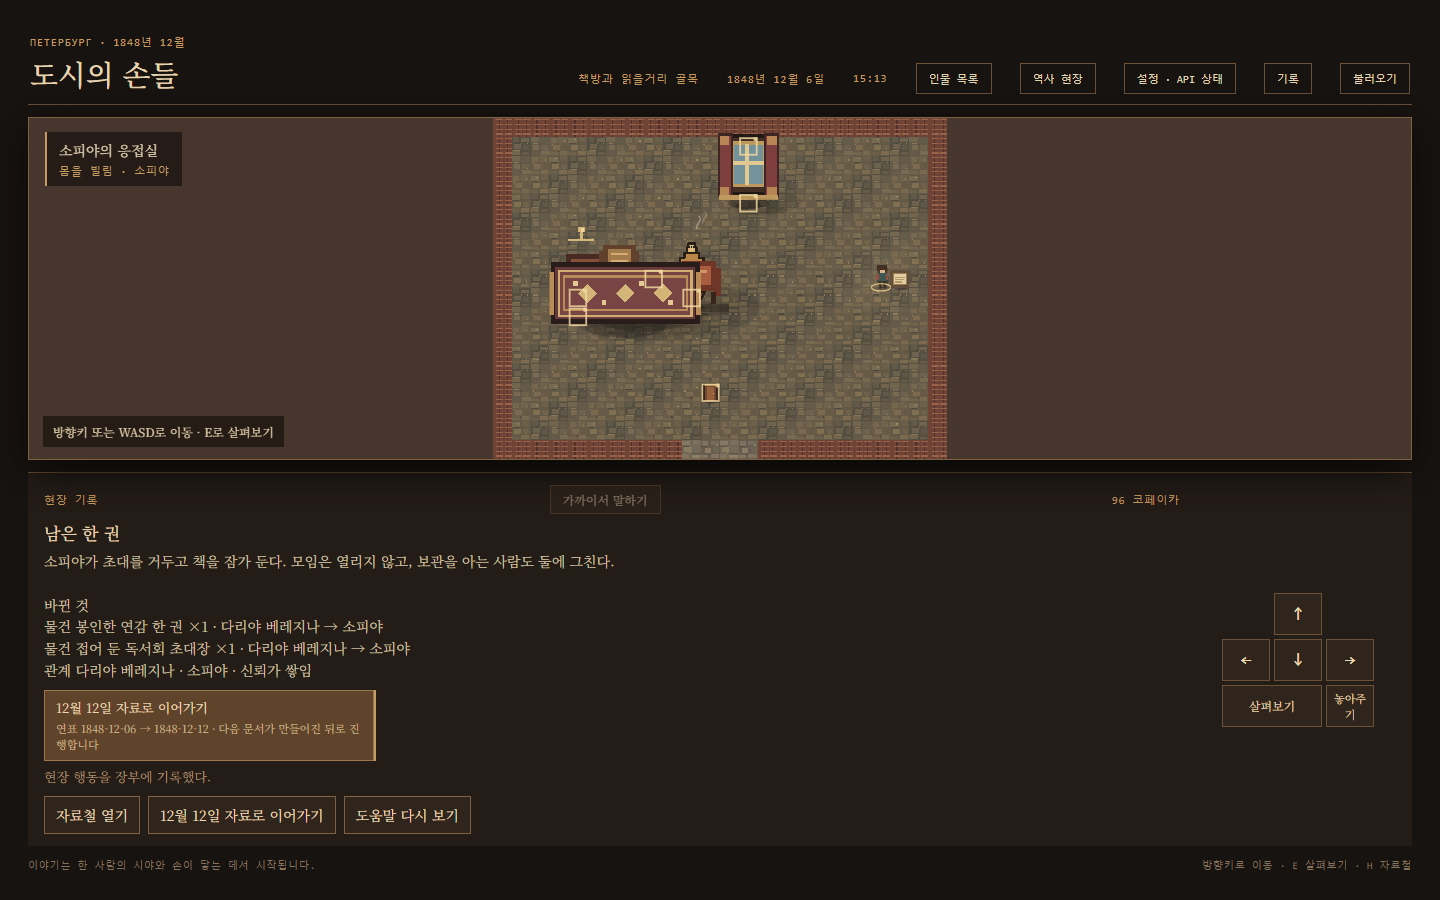 ПЕТЕРБУРГ · 1848년 12월
도시의 손들
책방과 읽을거리 골목
1848년 12월 6일
15:13
인물 목록
역사 현장
설정 · API 상태
기록
불러오기
소피야의 응접실
몸을 빌림 · 소피야
방향키 또는 WASD로 이동 · E로 살펴보기
현장 기록
가까이서 말하기
96 코페이카
남은 한 권
소피야가 초대를 거두고 책을 잠가 둔다. 모임은 열리지 않고, 보관을 아는 사람도 둘에 그친다.
바뀐 것
물건 봉인한 연감 한 권 ×1 · 다리야 베레지나 → 소피야
물건 접어 둔 독서회 초대장 ×1 · 다리야 베레지나 → 소피야
관계 다리야 베레지나 · 소피야 · 신뢰가 쌓임
12월 12일 자료로 이어가기
연표 1848-12-06 → 1848-12-12 · 다음 문서가 만들어진 뒤로 진
행합니다
현장 행동을 장부에 기록했다.
자료철 열기
12월 12일 자료로 이어가기
도움말 다시 보기
↑
←
↓
→
살펴보기
놓아주
기
이야기는 한 사람의 시야와 손이 닿는 데서 시작됩니다.
방향키로 이동 · E 살펴보기 · H 자료철